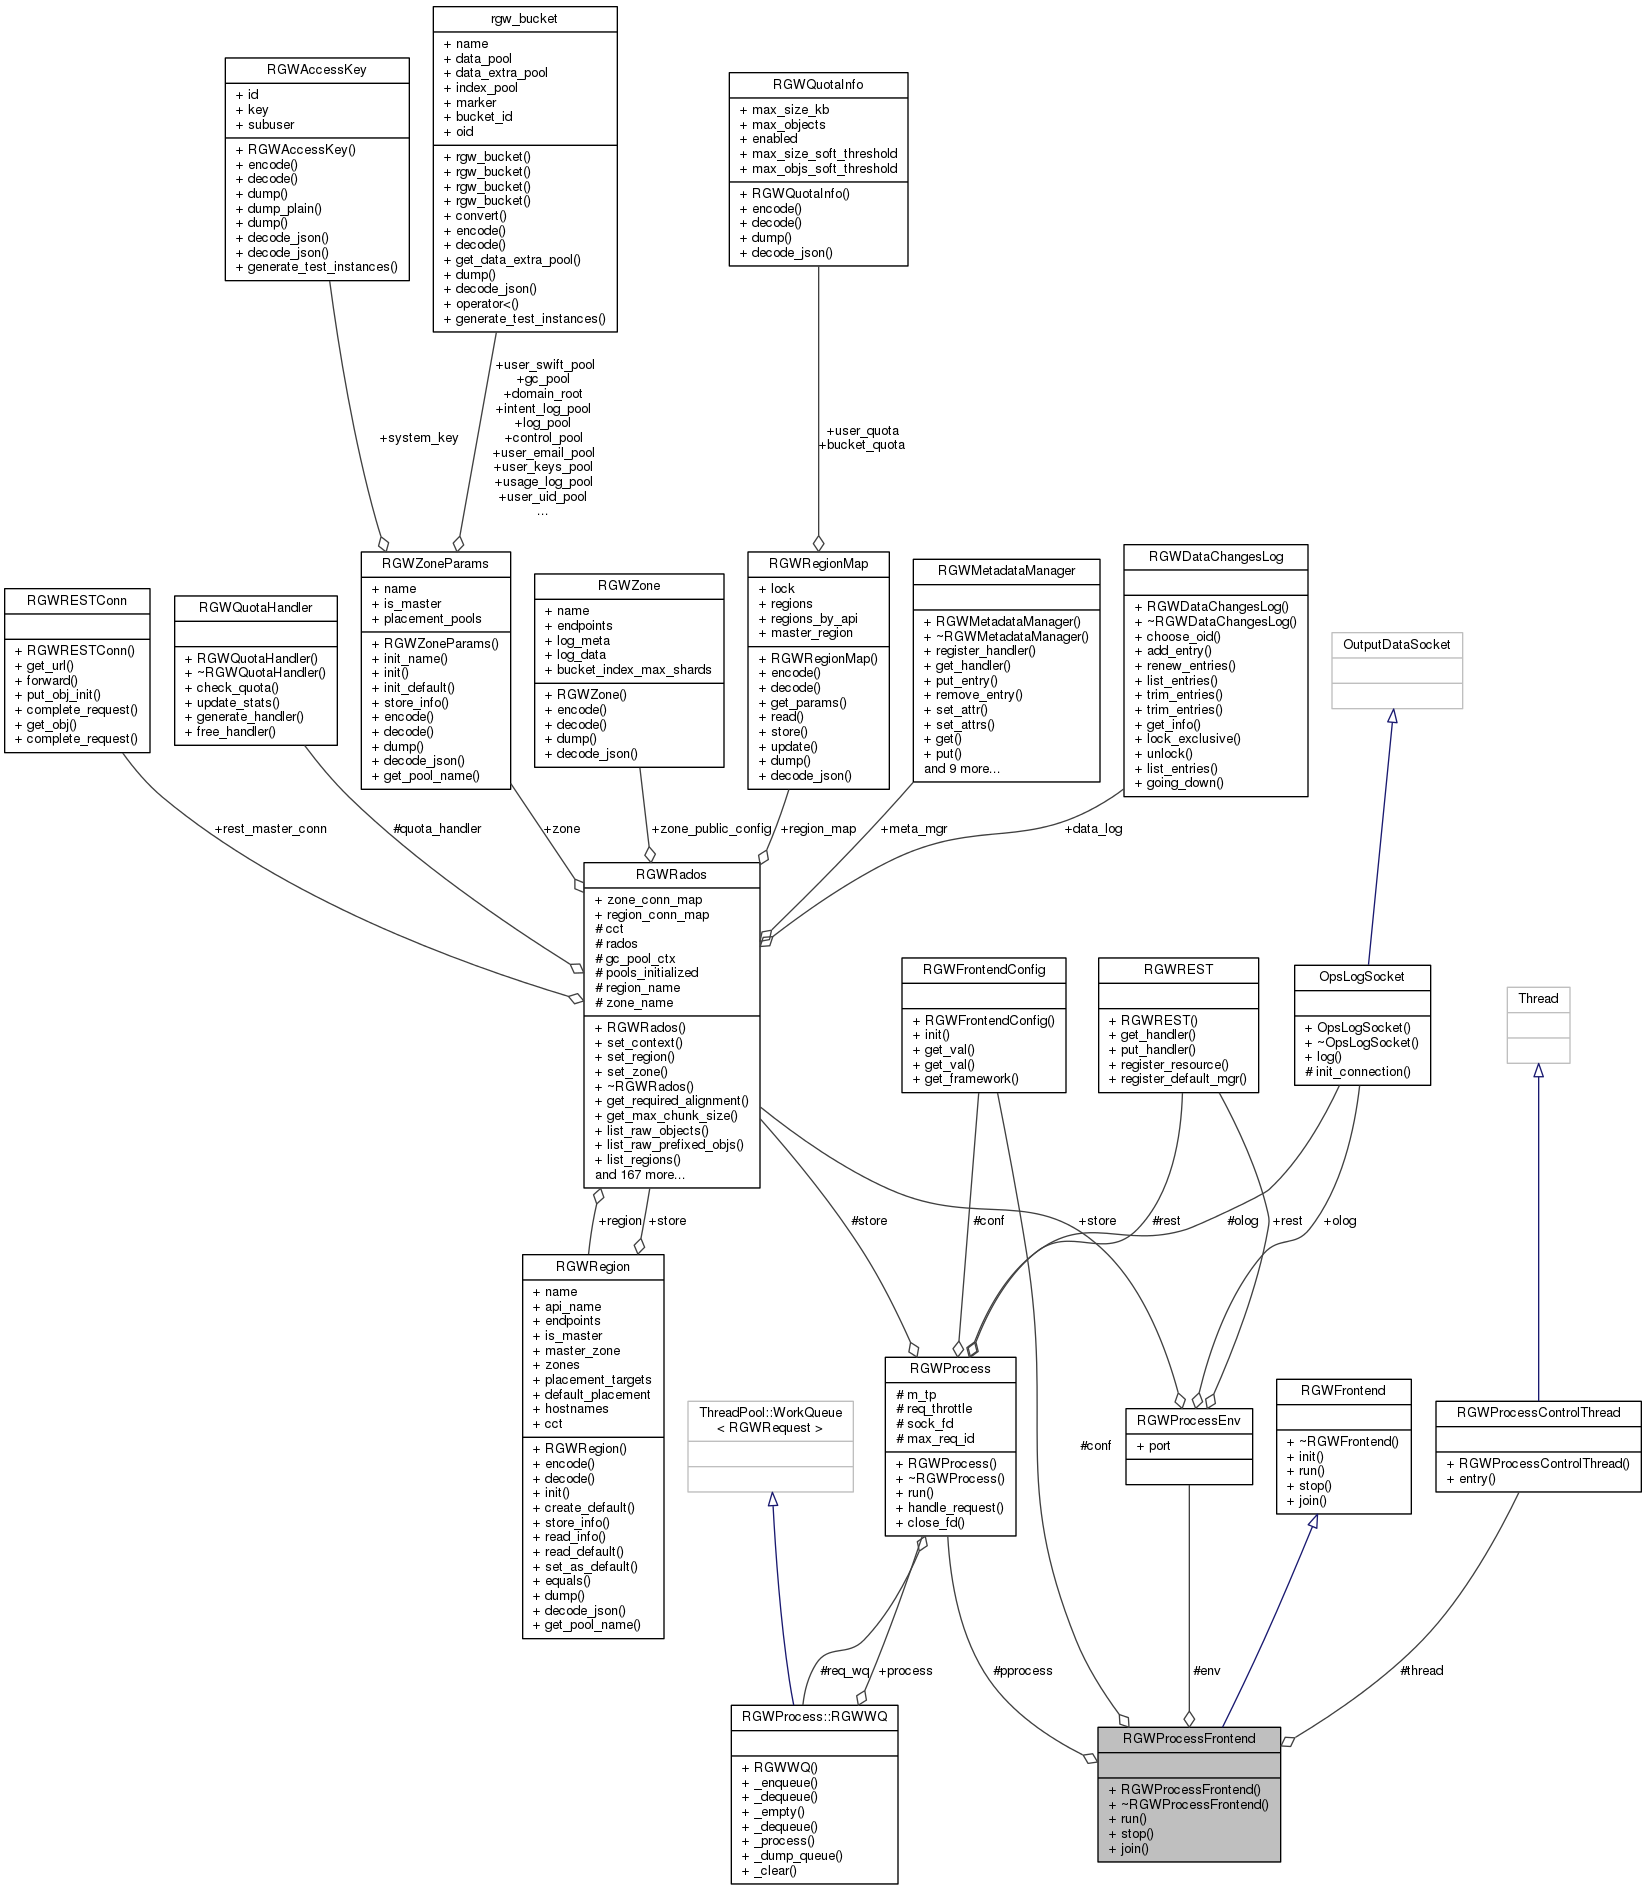 rgw_bucket
+ name
+ data_pool
+ data_extra_pool
+ index_pool
+ marker
+ bucket_id
+ oid
+ rgw_bucket()
+ rgw_bucket()
+ rgw_bucket()
+ rgw_bucket()
+ convert()
+ encode()
+ decode()
+ get_data_extra_pool()
+ dump()
+ decode_json()
+ operator<()
+ generate_test_instances()
RGWAccessKey
+ id
+ key
+ subuser
+ RGWAccessKey()
+ encode()
+ decode()
+ dump()
+ dump_plain()
+ dump()
+ decode_json()
+ decode_json()
+ generate_test_instances()
RGWQuotaInfo
+ max_size_kb
+ max_objects
+ enabled
+ max_size_soft_threshold
+ max_objs_soft_threshold
+ RGWQuotaInfo()
+ encode()
+ decode()
+ dump()
+ decode_json()
+system_key
+user_swift_pool
+gc_pool
+domain_root
+intent_log_pool
+log_pool
+control_pool
+user_email_pool
+user_keys_pool
+usage_log_pool
+user_uid_pool
...
+user_quota
+bucket_quota
RGWRESTConn
+ RGWRESTConn()
+ get_url()
+ forward()
+ put_obj_init()
+ complete_request()
+ get_obj()
+ complete_request()
RGWQuotaHandler
+ RGWQuotaHandler()
+ ~RGWQuotaHandler()
+ check_quota()
+ update_stats()
+ generate_handler()
+ free_handler()
RGWZoneParams
+ name
+ is_master
+ placement_pools
+ RGWZoneParams()
+ init_name()
+ init()
+ init_default()
+ store_info()
+ encode()
+ decode()
+ dump()
+ decode_json()
+ get_pool_name()
RGWZone
+ name
+ endpoints
+ log_meta
+ log_data
+ bucket_index_max_shards
+ RGWZone()
+ encode()
+ decode()
+ dump()
+ decode_json()
RGWRegionMap
+ lock
+ regions
+ regions_by_api
+ master_region
+ RGWRegionMap()
+ encode()
+ decode()
+ get_params()
+ read()
+ store()
+ update()
+ dump()
+ decode_json()
RGWMetadataManager
+ RGWMetadataManager()
+ ~RGWMetadataManager()
+ register_handler()
+ get_handler()
+ put_entry()
+ remove_entry()
+ set_attr()
+ set_attrs()
+ get()
+ put()
and 9 more...
RGWDataChangesLog
+ RGWDataChangesLog()
+ ~RGWDataChangesLog()
+ choose_oid()
+ add_entry()
+ renew_entries()
+ list_entries()
+ trim_entries()
+ trim_entries()
+ get_info()
+ lock_exclusive()
+ unlock()
+ list_entries()
+ going_down()
OutputDataSocket
+rest_master_conn
#quota_handler
+zone
+zone_public_config
+region_map
+meta_mgr
+data_log
RGWRados
+ zone_conn_map
+ region_conn_map
# cct
# rados
# gc_pool_ctx
# pools_initialized
# region_name
# zone_name
+ RGWRados()
+ set_context()
+ set_region()
+ set_zone()
+ ~RGWRados()
+ get_required_alignment()
+ get_max_chunk_size()
+ list_raw_objects()
+ list_raw_prefixed_objs()
+ list_regions()
and 167 more...
RGWFrontendConfig
+ RGWFrontendConfig()
+ init()
+ get_val()
+ get_val()
+ get_framework()
RGWREST
+ RGWREST()
+ get_handler()
+ put_handler()
+ register_resource()
+ register_default_mgr()
OpsLogSocket
+ OpsLogSocket()
+ ~OpsLogSocket()
+ log()
# init_connection()
Thread
+region
+store
#store
#conf
+store
#rest
#olog
+rest
+olog
RGWRegion
+ name
+ api_name
+ endpoints
+ is_master
+ master_zone
+ zones
+ placement_targets
+ default_placement
+ hostnames
+ cct
+ RGWRegion()
+ encode()
+ decode()
+ init()
+ create_default()
+ store_info()
+ read_info()
+ read_default()
+ set_as_default()
+ equals()
+ dump()
+ decode_json()
+ get_pool_name()
ThreadPool::WorkQueue
< RGWRequest >
RGWProcess
# m_tp
# req_throttle
# sock_fd
# max_req_id
+ RGWProcess()
+ ~RGWProcess()
+ run()
+ handle_request()
+ close_fd()
#conf
RGWProcessEnv
+ port
RGWFrontend
+ ~RGWFrontend()
+ init()
+ run()
+ stop()
+ join()
RGWProcessControlThread
+ RGWProcessControlThread()
+ entry()
#req_wq
+process
#pprocess
#env
#thread
RGWProcess::RGWWQ
+ RGWWQ()
+ _enqueue()
+ _dequeue()
+ _empty()
+ _dequeue()
+ _process()
+ _dump_queue()
+ _clear()
RGWProcessFrontend
+ RGWProcessFrontend()
+ ~RGWProcessFrontend()
+ run()
+ stop()
+ join()